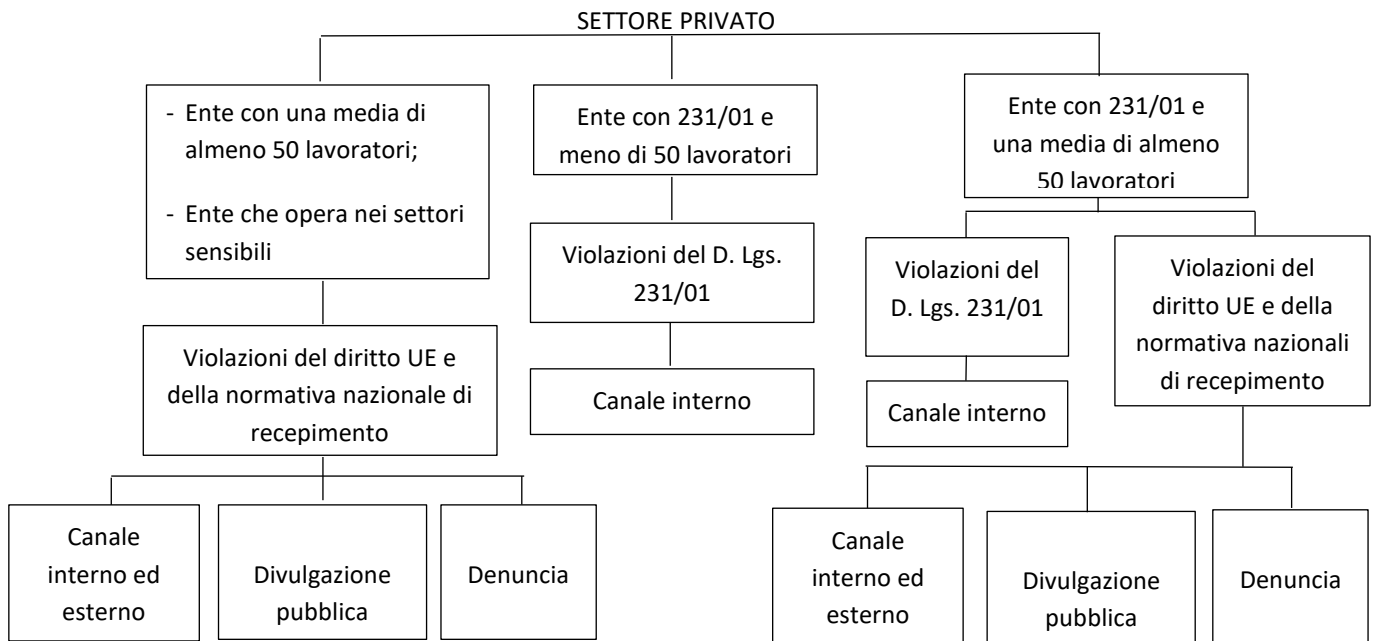 SETTORE PRIVATO
- Ente con una media di
almeno 50 lavoratori;
- Ente che opera nei settori
sensibili
Ente con 231/01 e
meno di 50 lavoratori
Ente con 231/01 e
una media di almeno
50 lavoratori
Violazioni del D. Lgs.
231/01
Violazioni del
D. Lgs. 231/01
Violazioni del
diritto UE e della
normativa nazionali
di recepimento
Violazioni del diritto UE e
della normativa nazionale di
recepimento
Canale interno
Canale interno
Canale
interno ed
esterno
Divulgazione
pubblica
Denuncia
Canale
interno ed
esterno
Divulgazione
pubblica
Denuncia